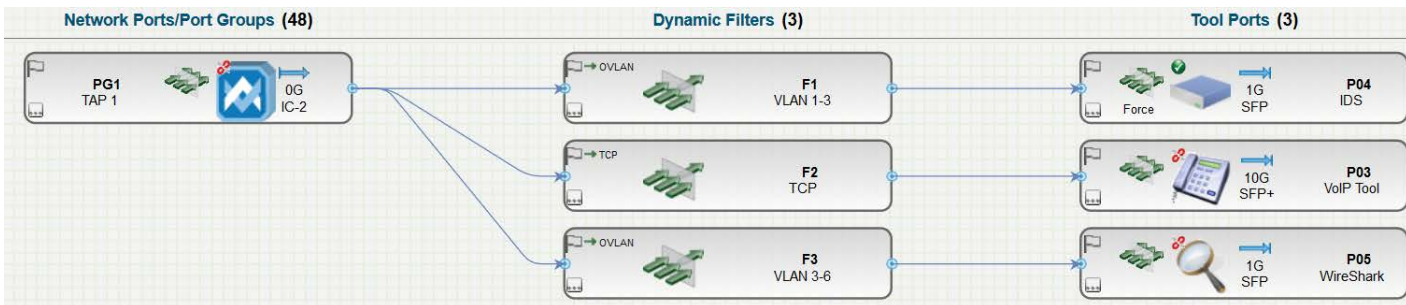 Network Ports/Port Groups (48)
Dynamic Filters (3)
Tool Ports (3)
PG1
TAP 1
0G
IC-2
OVLAN
F1
VLAN 1-3
Force
1G
SFP
P04
IDS
TCP
F2
TCP
10G
SFP+
P03
VoIP Tool
OVLAN
F3
VLAN 3-6
1G
SFP
P05
WireShark